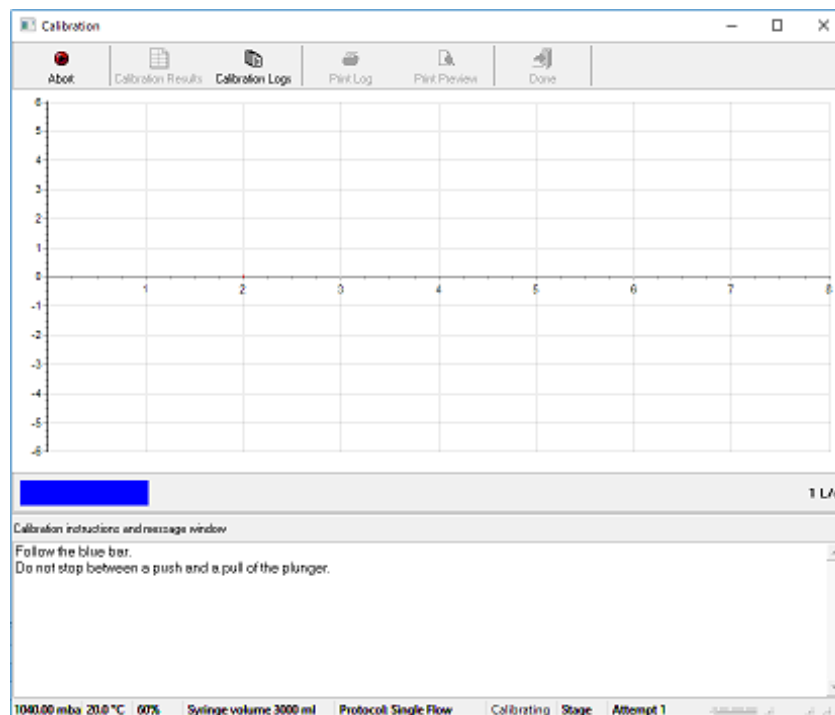 Calibration
Abort Calibration Results Calibration Logs Print Log Print Preview Done
6
5
4
3
2
1
0
1 2 3 4 5 6 7 8
-1
-2
-3
-4
-5
-6
1 L/
Calibration instructions and message window
Follow the blue bar.
Do not stop between a push and a pull of the plunger.
1040.00 mba 20.0 °C 60% Syringe volume 3000 ml Protocol: Single Flow Calibrating Stage Attempt 1